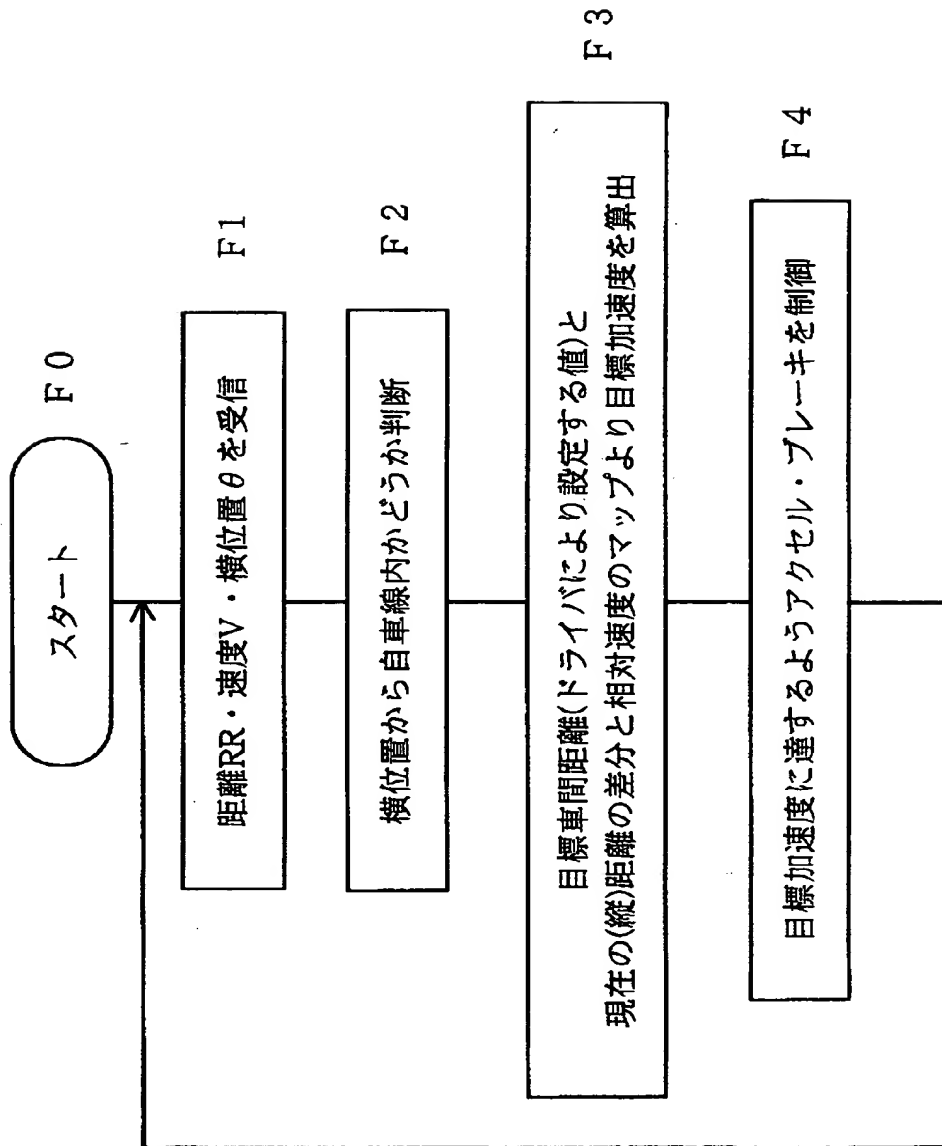 スタート
F0
距離RR・速度V・横位置θを受信
F1
横位置から自車線内かどうか判断
F2
目標車間距離(ドライバにより設定する値)と
現在の(縦)距離の差分と相対速度のマップより目標加速度を算出
F3
目標加速度に達するようアクセル・ブレーキを制御
F4